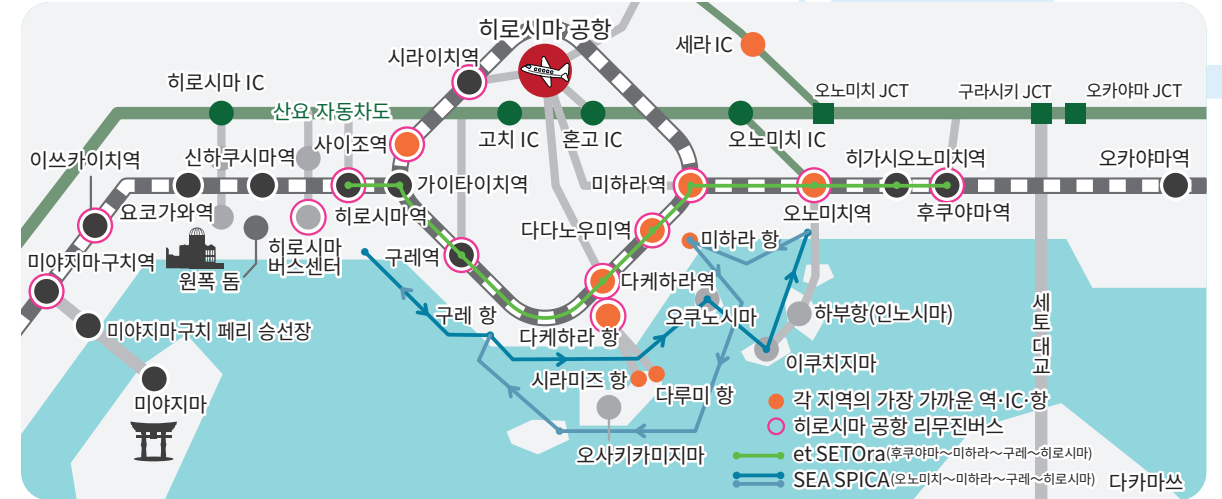 히로시마 공항
세라 IC
시라이치역
히로시마 IC
오노미치 JCT
구라시키 JCT
오카야마 JCT
산요 자동차도
사이조역
고치 IC
혼고 IC
오노미치 IC
이쓰카이치역
신하쿠시마역
가이타이치역
미하라역
히가시오노미치역
오카야마역
요코가와역
히로시마역
오노미치역
후쿠야마역
다다노우미역
미하라 항
미야지마구치역
원폭 돔
히로시마
버스센터
구레역
다케하라역
구레 항
오쿠노시마
하부항(인노시마)
세토대교
미야지마구치 페리 승선장
다케하라 항
이쿠치지마
시라미즈 항
다루미 항
미야지마
오사키카미지마
각 지역의 가장 가까운 역·IC·항
히로시마 공항 리무진버스
et SETOra(후쿠야마～미하라～구레～히로시마)
SEA SPICA(오노미치～미하라～구레～히로시마)
다카마쓰